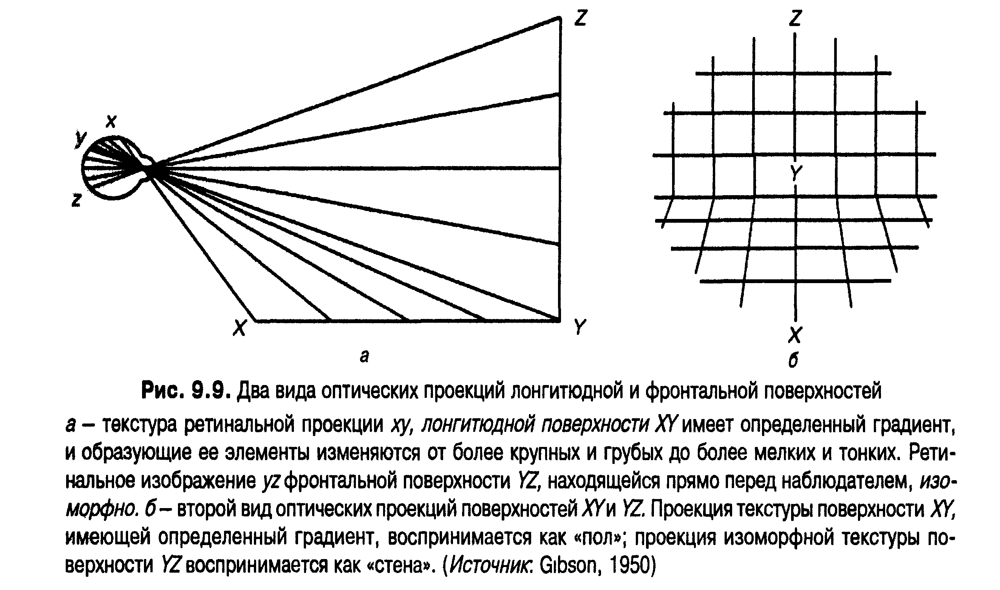 Z
Z
x
y
z
Y
X
Y
X
а
б
Рис. 9.9. Два вида оптических проекций лонгитюдной и фронтальной поверхностей
а – текстура ретинальной проекции xy, лонгитюдной поверхности XY имеет определенный градиент,
и образующие ее элементы изменяются от более крупных и грубых до более мелких и тонких. Рети-
нальное изображение yz фронтальной поверхности YZ, находящейся прямо перед наблюдателем, изо-
морфно. б – второй вид оптических проекций поверхностей XY и YZ. Проекция текстуры поверхности XY,
имеющей определенный градиент, воспринимается как «пол»; проекция изоморфной текстуры по-
верхности YZ воспринимается как «стена». (Источник: Gibson, 1950)